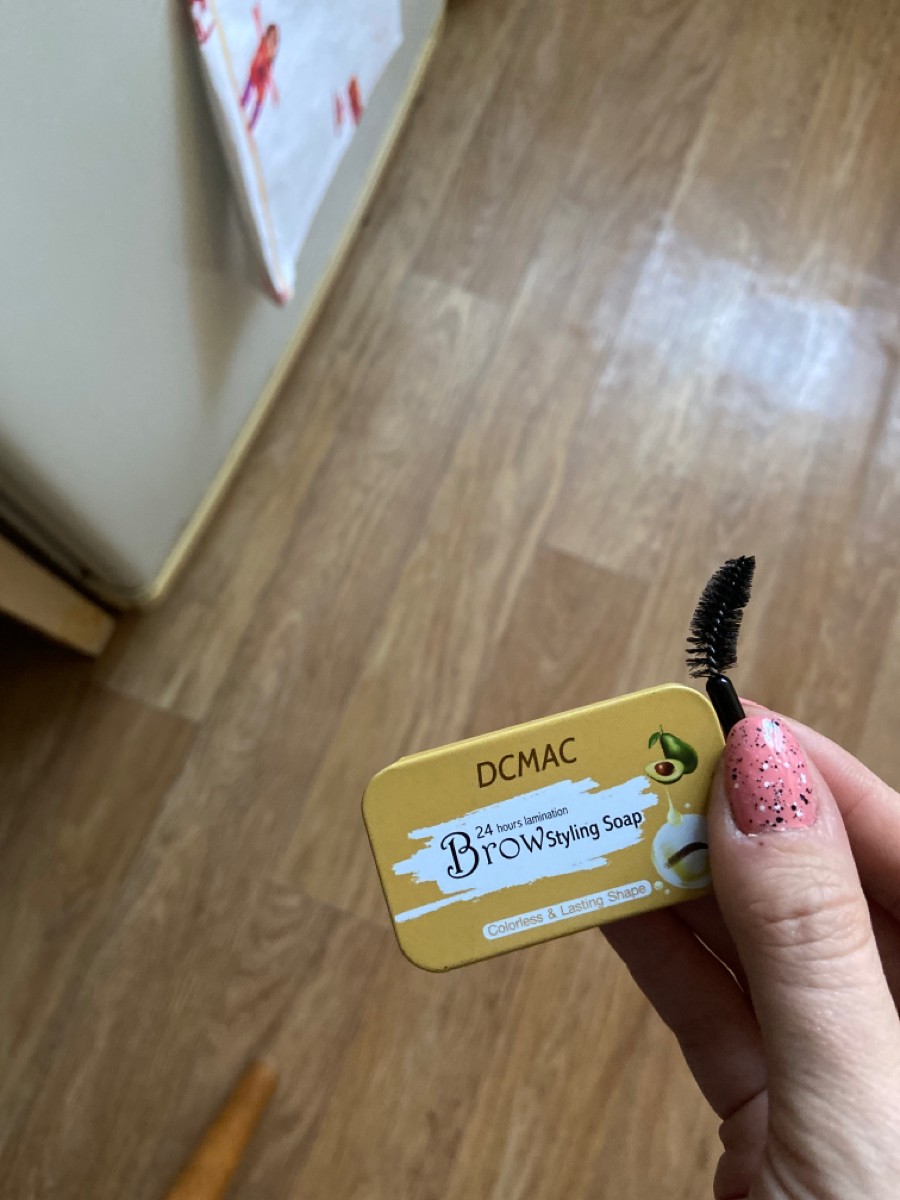 DCMAC
24 hours lamination
Brow Styling Soap
Colorless & Lasting Shape